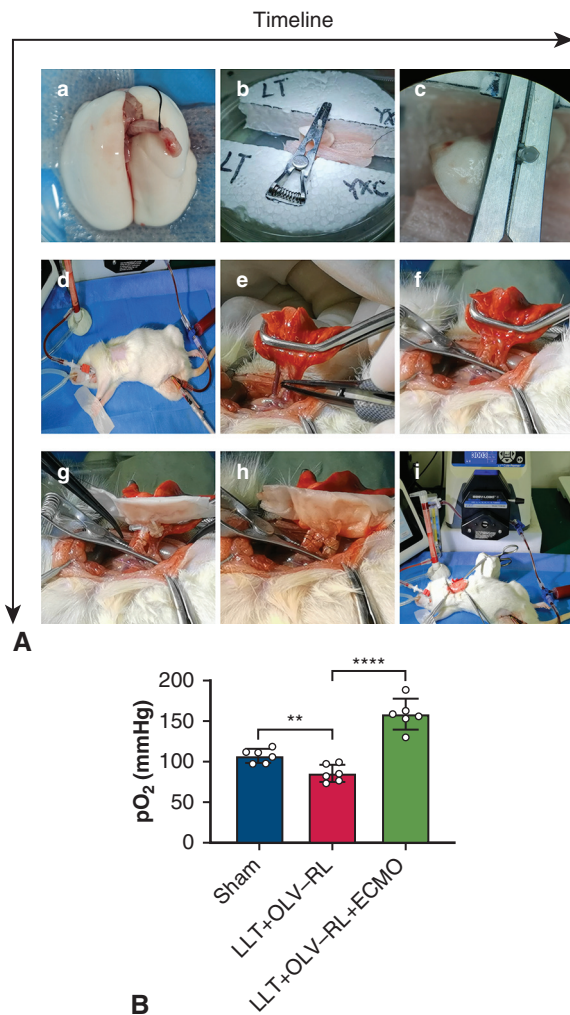 Timeline
a
b
c
LT
YXC
LT
YXC
d
e
f
g
h
i
A
200
150
100
50
0
pO2 (mmHg)
**
****
Sham
LLT+OLV–RL
LLT+OLV–RL+ECMO
B